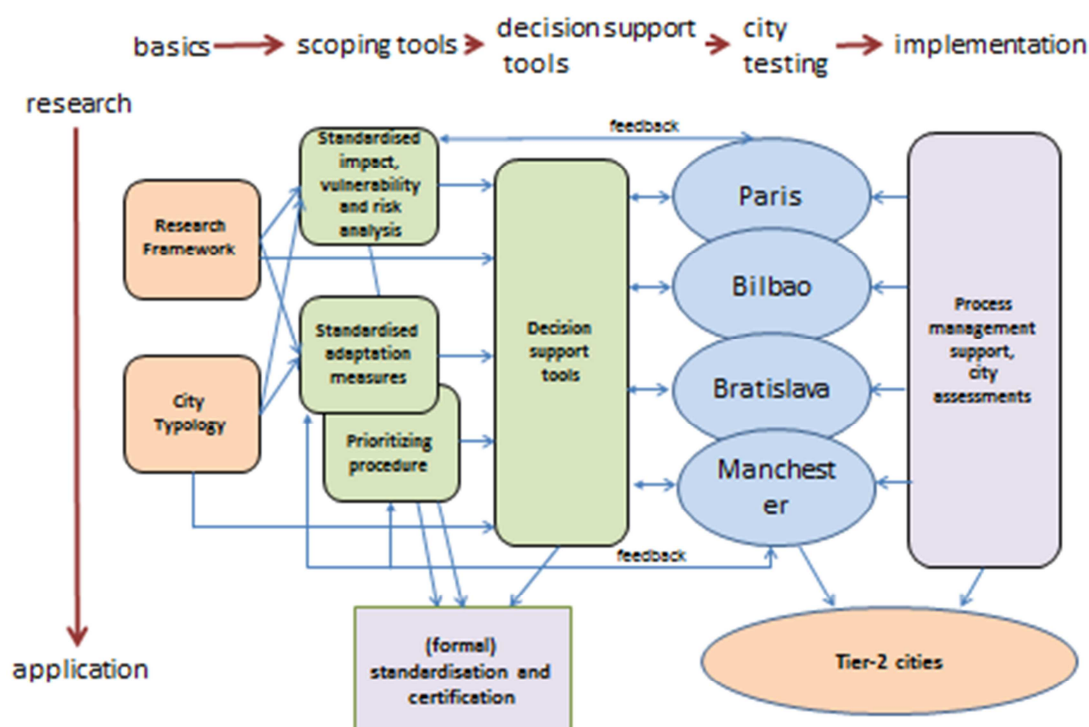 basics
scoping tools
decision support
tools
city
testing
implementation
research
feedback
Standardised
impact,
vulnerability
and risk
analysis
Research
Framework
Standardised
adaptation
measures
City
Typology
Prioritizing
procedure
Decision
support
tools
Paris
Bilbao
Bratislava
Manchest
er
Process
management
support,
city
assessments
feedback
application
(formal)
standardisation and
certification
Tier-2 cities